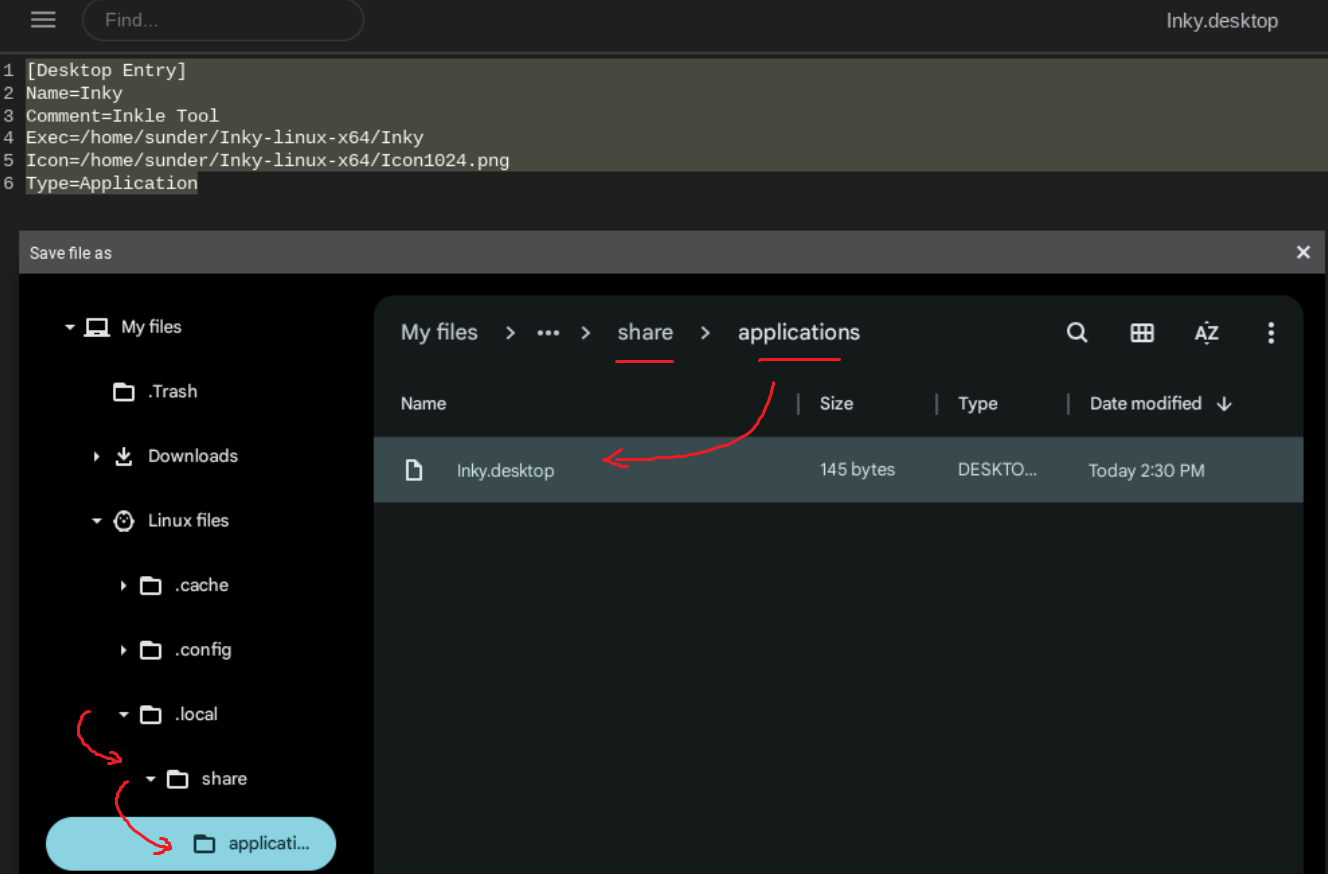 Find...
Inky.desktop
1 [Desktop Entry]
2 Name=Inky
3 Comment=Inkle Tool
4 Exec=/home/sunder/Inky-linux-x64/Inky
5 Icon=/home/sunder/Inky-linux-x64/Icon1024.png
6 Type=Application
Save file as
My files
.Trash
Downloads
Linux files
.cache
.config
.local
share
applicati...
My files > ... > share > applications
AZ
Name Size Type Date modified
Inky.desktop 145 bytes DESKTO... Today 2:30 PM